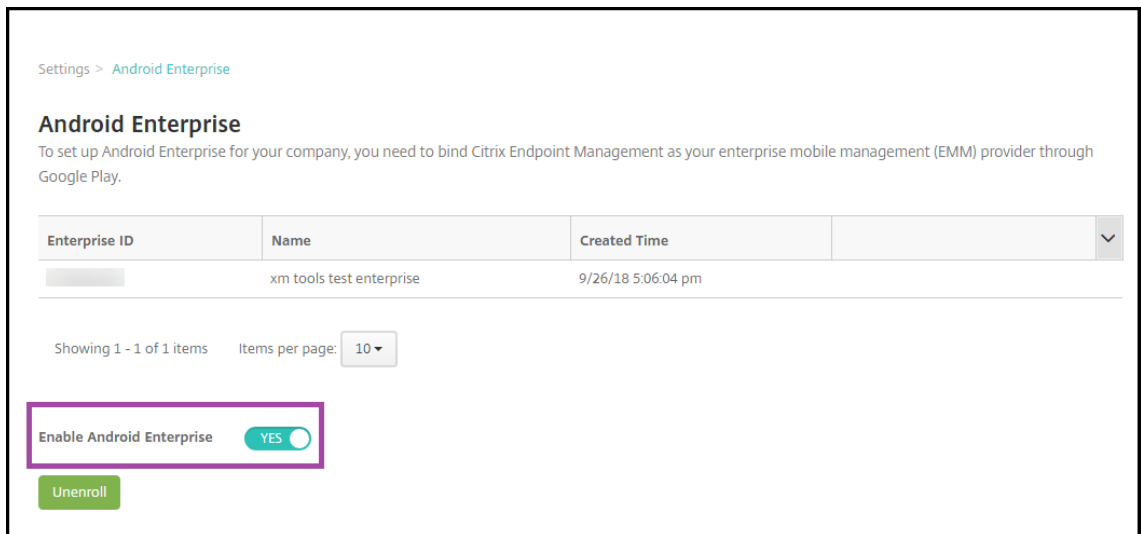 Settings > Android Enterprise
Android Enterprise
To set up Android Enterprise for your company, you need to bind Citrix Endpoint Management as your enterprise mobile management (EMM) provider through
Google Play.
Enterprise ID Name Created Time
xm tools test enterprise 9/26/18 5:06:04 pm
Showing 1 - 1 of 1 items Items per page: 10
Enable Android Enterprise YES
Unenroll